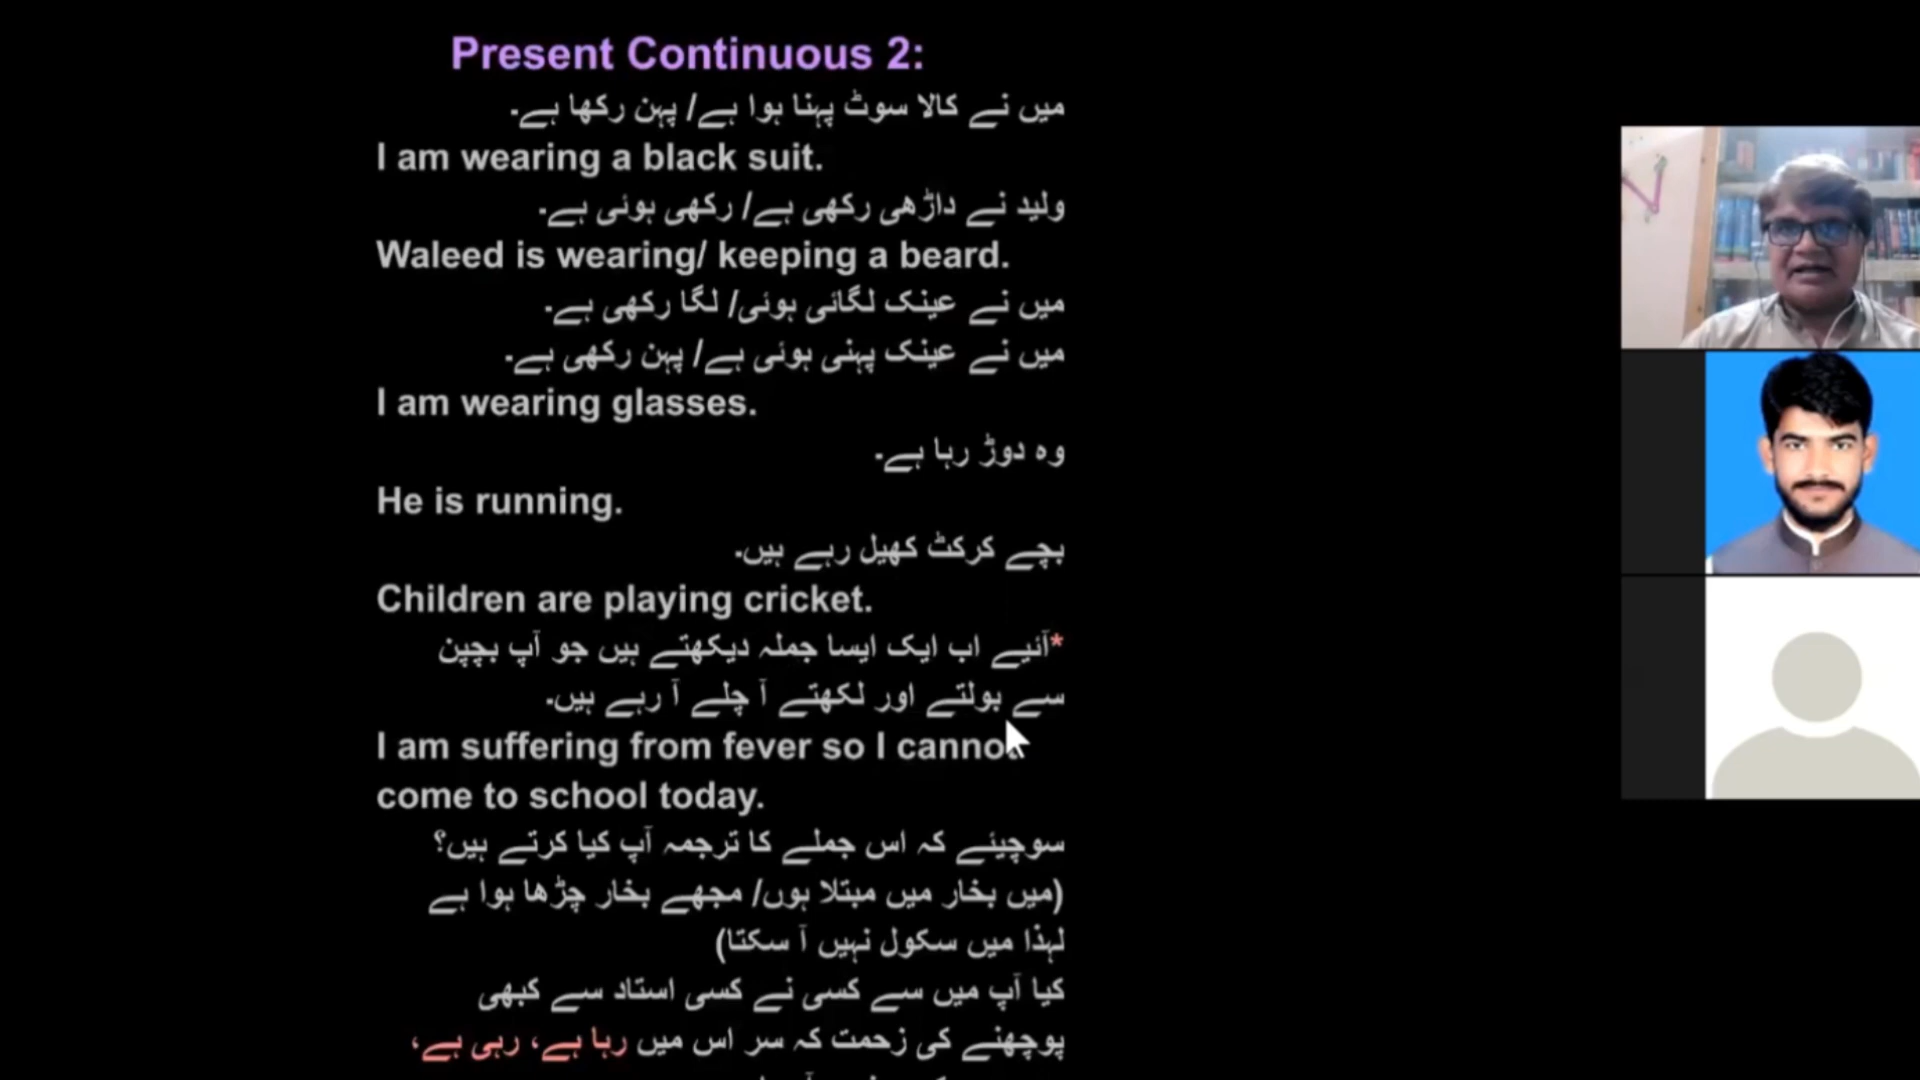 Present Continuous 2:
میں نے کالا سوٹ پہنا ہوا ہے/ پہن رکھا ہے۔
I am wearing a black suit.
ولید نے داڑھی رکھی ہے/ رکھی ہوئی ہے۔
Waleed is wearing/ keeping a beard.
میں نے عینک لگائی ہوئی/ لگا رکھی ہے۔
میں نے عینک پہنی ہوئی ہے/ پہن رکھی ہے۔
I am wearing glasses.
وہ دوڑ رہا ہے۔
He is running.
بچے کرکٹ کھیل رہے ہیں۔
Children are playing cricket.
*آئیے اب ایک ایسا جملہ دیکھتے ہیں جو آپ بچپن
سے بولتے اور لکھتے آ چلے آ رہے ہیں۔
I am suffering from fever so I cannot
come to school today.
سوچیئے کہ اس جملے کا ترجمہ آپ کیا کرتے ہیں؟
(میں بخار میں مبتلا ہوں/ مجھے بخار چڑھا ہوا ہے
لہذا میں سکول نہیں آ سکتا)
کیا آپ میں سے کسی نے کسی استاد سے کبھی
پوچھنے کی زحمت کہ سر اس میں رہا ہے، رہی ہے،